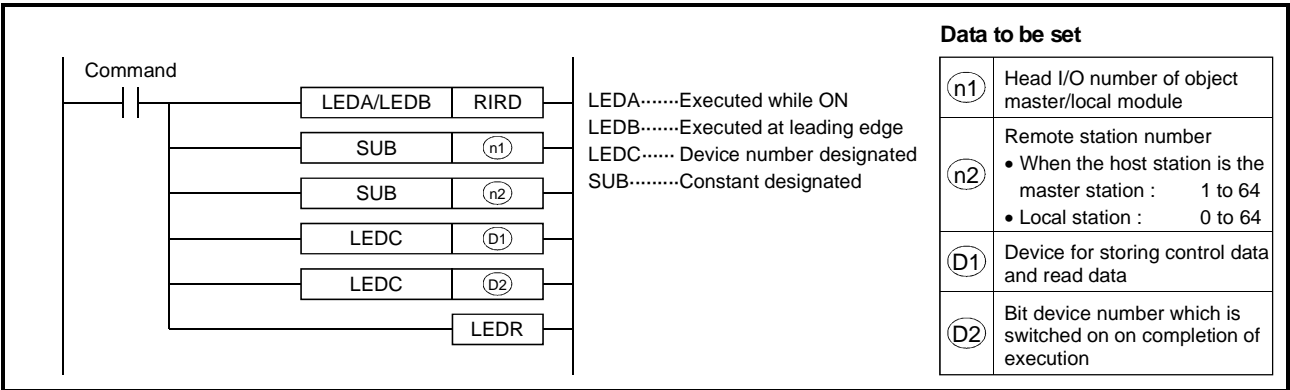 Command
LEDA/LEDB RIRD
SUB n1
SUB n2
LEDC D1
LEDC D2
LEDR
LEDA·······Executed while ON
LEDB·······Executed at leading edge
LEDC······ Device number designated
SUB·········Constant designated
Data to be set
n1 Head I/O number of object
master/local module
n2 Remote station number
• When the host station is the
master station : 1 to 64
• Local station : 0 to 64
D1 Device for storing control data
and read data
D2 Bit device number which is
switched on on completion of
execution